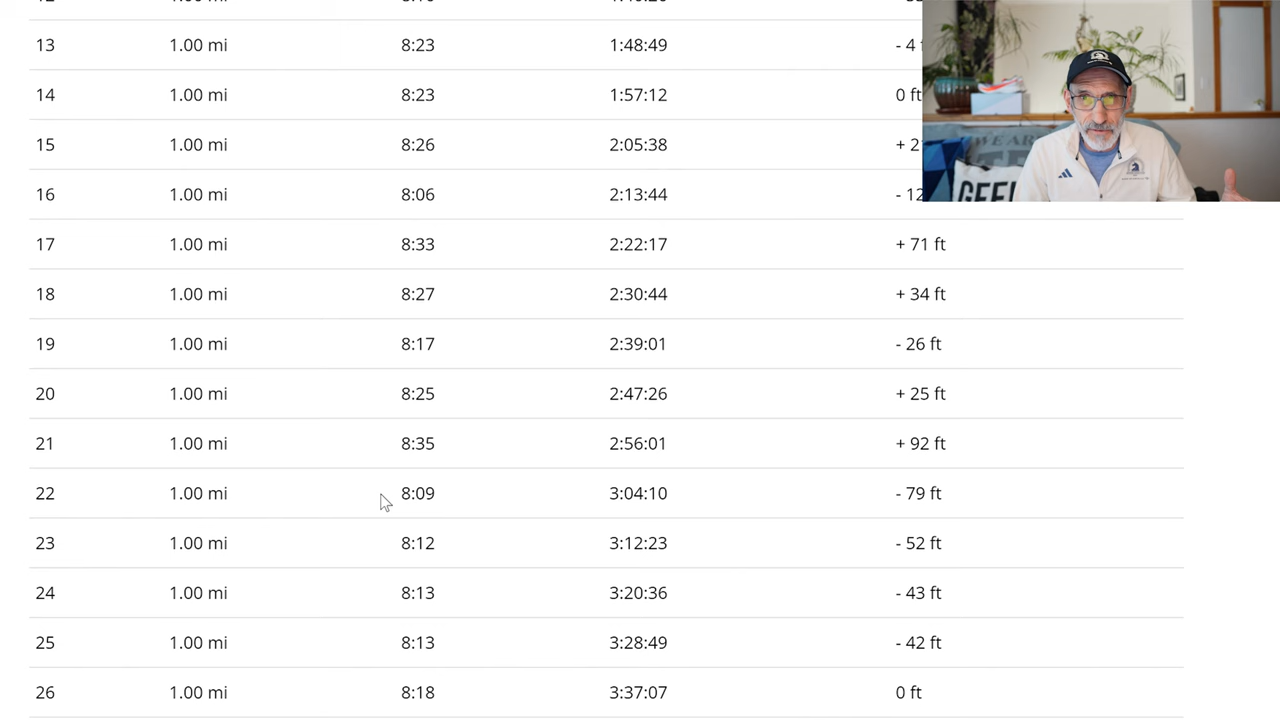 13 1.00 mi 8:23 1:48:49 - 4
14 1.00 mi 8:23 1:57:12 0 ft
15 1.00 mi 8:26 2:05:38 + 2
16 1.00 mi 8:06 2:13:44 - 12
17 1.00 mi 8:33 2:22:17 + 71 ft
18 1.00 mi 8:27 2:30:44 + 34 ft
19 1.00 mi 8:17 2:39:01 - 26 ft
20 1.00 mi 8:25 2:47:26 + 25 ft
21 1.00 mi 8:35 2:56:01 + 92 ft
22 1.00 mi 8:09 3:04:10 - 79 ft
23 1.00 mi 8:12 3:12:23 - 52 ft
24 1.00 mi 8:13 3:20:36 - 43 ft
25 1.00 mi 8:13 3:28:49 - 42 ft
26 1.00 mi 8:18 3:37:07 0 ft
WE ARE
GEE